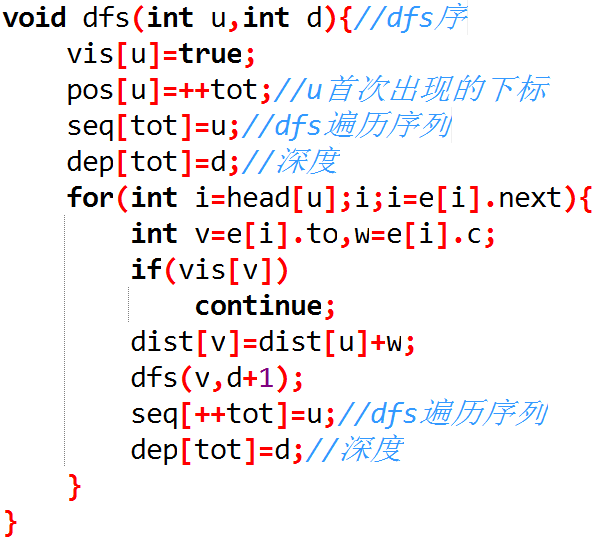 void dfs(int u,int d){//dfs序
    vis[u]=true;
    pos[u]=++tot;//u首次出现的下标
    seq[tot]=u;//dfs遍历序列
    dep[tot]=d;//深度
    for(int i=head[u];i;i=e[i].next){
        int v=e[i].to,w=e[i].c;
        if(vis[v])
            continue;
        dist[v]=dist[u]+w;
        dfs(v,d+1);
        seq[++tot]=u;//dfs遍历序列
        dep[tot]=d;//深度
    }
}